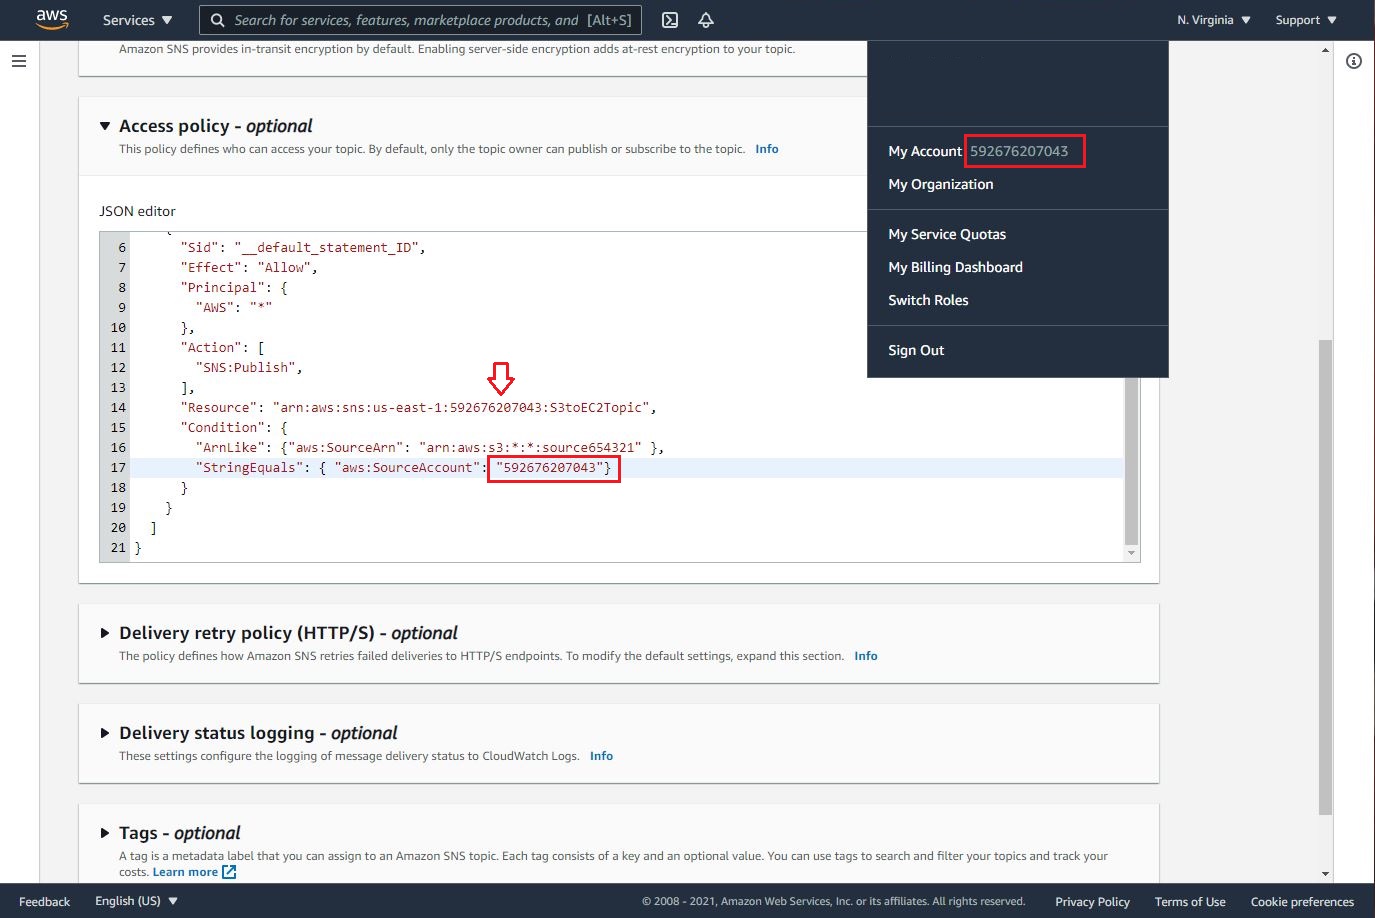 aws Services Search for services, features, marketplace products, and [Alt+S] N. Virginia Support
Amazon SNS provides in-transit encryption by default. Enabling server-side encryption adds at-rest encryption to your topic.
My Account 592676207043
My Organization
My Service Quotas
My Billing Dashboard
Switch Roles
Sign Out
Access policy - optional
This policy defines who can access your topic. By default, only the topic owner can publish or subscribe to the topic. Info
JSON editor
6 "Sid": "__default_statement_ID",
7 "Effect": "Allow",
8 "Principal": {
9 "AWS": "*"
10 },
11 "Action": [
12 "SNS:Publish",
13 ],
14 "Resource": "arn:aws:sns:us-east-1:592676207043:S3toEC2Topic",
15 "Condition": {
16 "ArnLike": {"aws:SourceArn": "arn:aws:s3:*:*:source654321" },
17 "StringEquals": { "aws:SourceAccount": "592676207043"}
18 }
19 }
20 ]
21 }
Delivery retry policy (HTTP/S) - optional
The policy defines how Amazon SNS retries failed deliveries to HTTP/S endpoints. To modify the default settings, expand this section. Info
Delivery status logging - optional
These settings configure the logging of message delivery status to CloudWatch Logs. Info
Tags - optional
A tag is a metadata label that you can assign to an Amazon SNS topic. Each tag consists of a key and an optional value. You can use tags to search and filter your topics and track your
costs. Learn more
Feedback English (US) © 2008 - 2021, Amazon Web Services, Inc. or its affiliates. All rights reserved. Privacy Policy Terms of Use Cookie preferences